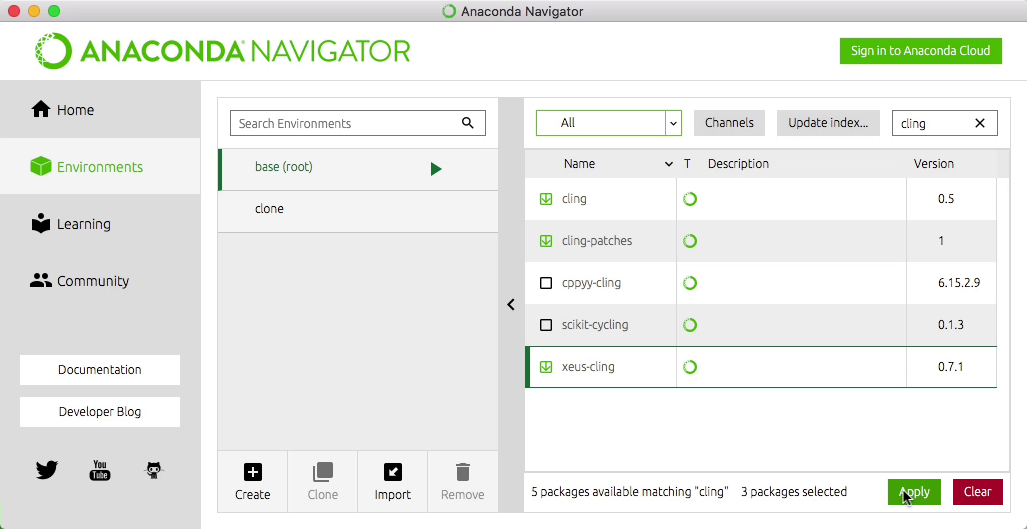 Anaconda Navigator
ANACONDA NAVIGATOR
Sign in to Anaconda Cloud
Home
Environments
Learning
Community
Documentation
Developer Blog
You
Tube
Search Environments
base (root)
clone
Create
Clone
Import
Remove
All
Channels
Update index...
cling
Name T Description Version
cling 0.5
cling-patches 1
cppyy-cling 6.15.2.9
scikit-cycling 0.1.3
xeus-cling 0.7.1
5 packages available matching "cling" 3 packages selected
Apply
Clear